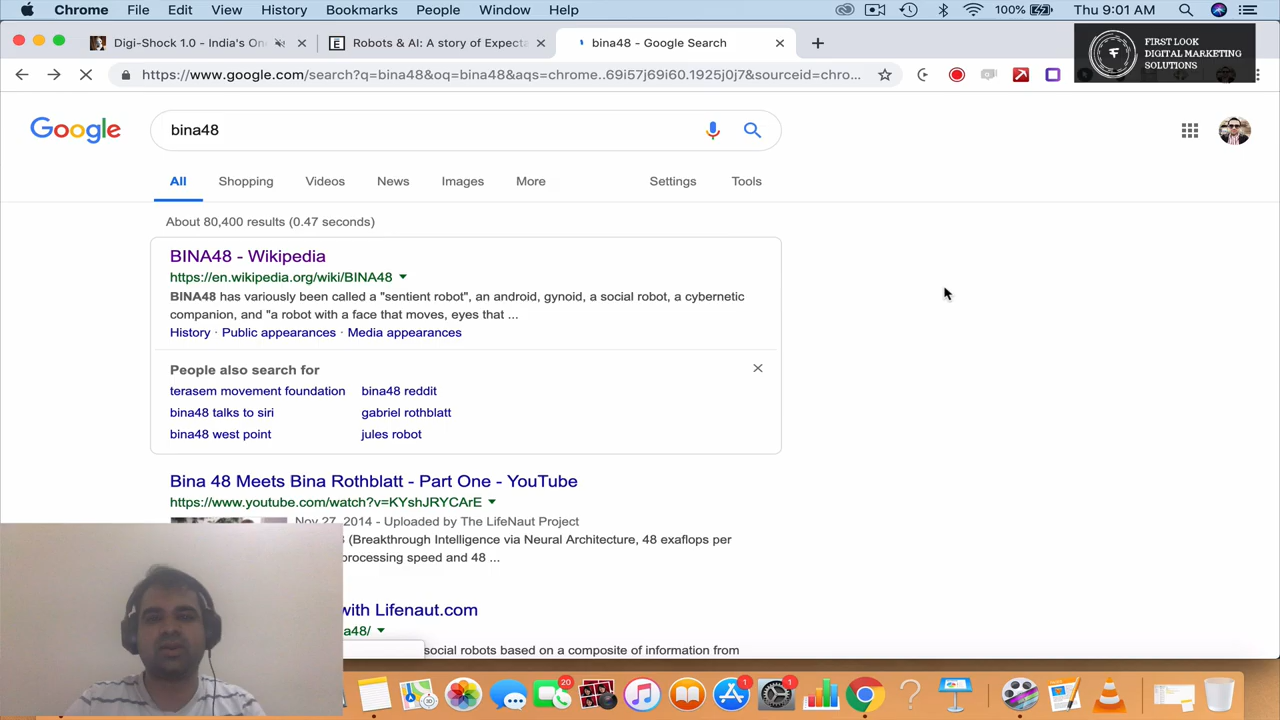 Chrome File Edit View History Bookmarks People Window Help 100% Thu 9:01 AM
Digi-Shock 1.0 - India's On
Robots & AI: A story of Expecta
bina48 - Google Search
FIRST LOOK
DIGITAL MARKETING
SOLUTIONS
https://www.google.com/search?q=bina48&oq=bina48&aqs=chrome..69i57j69i60.1925j0j7&sourceid=chro...
Google
bina48
All Shopping Videos News Images More Settings Tools
About 80,400 results (0.47 seconds)
BINA48 - Wikipedia
https://en.wikipedia.org/wiki/BINA48
BINA48 has variously been called a "sentient robot", an android, gynoid, a social robot, a cybernetic
companion, and "a robot with a face that moves, eyes that ...
History · Public appearances · Media appearances
People also search for
terasem movement foundation bina48 reddit
bina48 talks to siri gabriel rothblatt
bina48 west point jules robot
Bina 48 Meets Bina Rothblatt - Part One - YouTube
https://www.youtube.com/watch?v=KYshJRYCArE
Nov 27, 2014 - Uploaded by The LifeNaut Project
(Breakthrough Intelligence via Neural Architecture, 48 exaflops per
processing speed and 48 ...
with Lifenaut.com
a48/
social robots based on a composite of information from
20
1
1